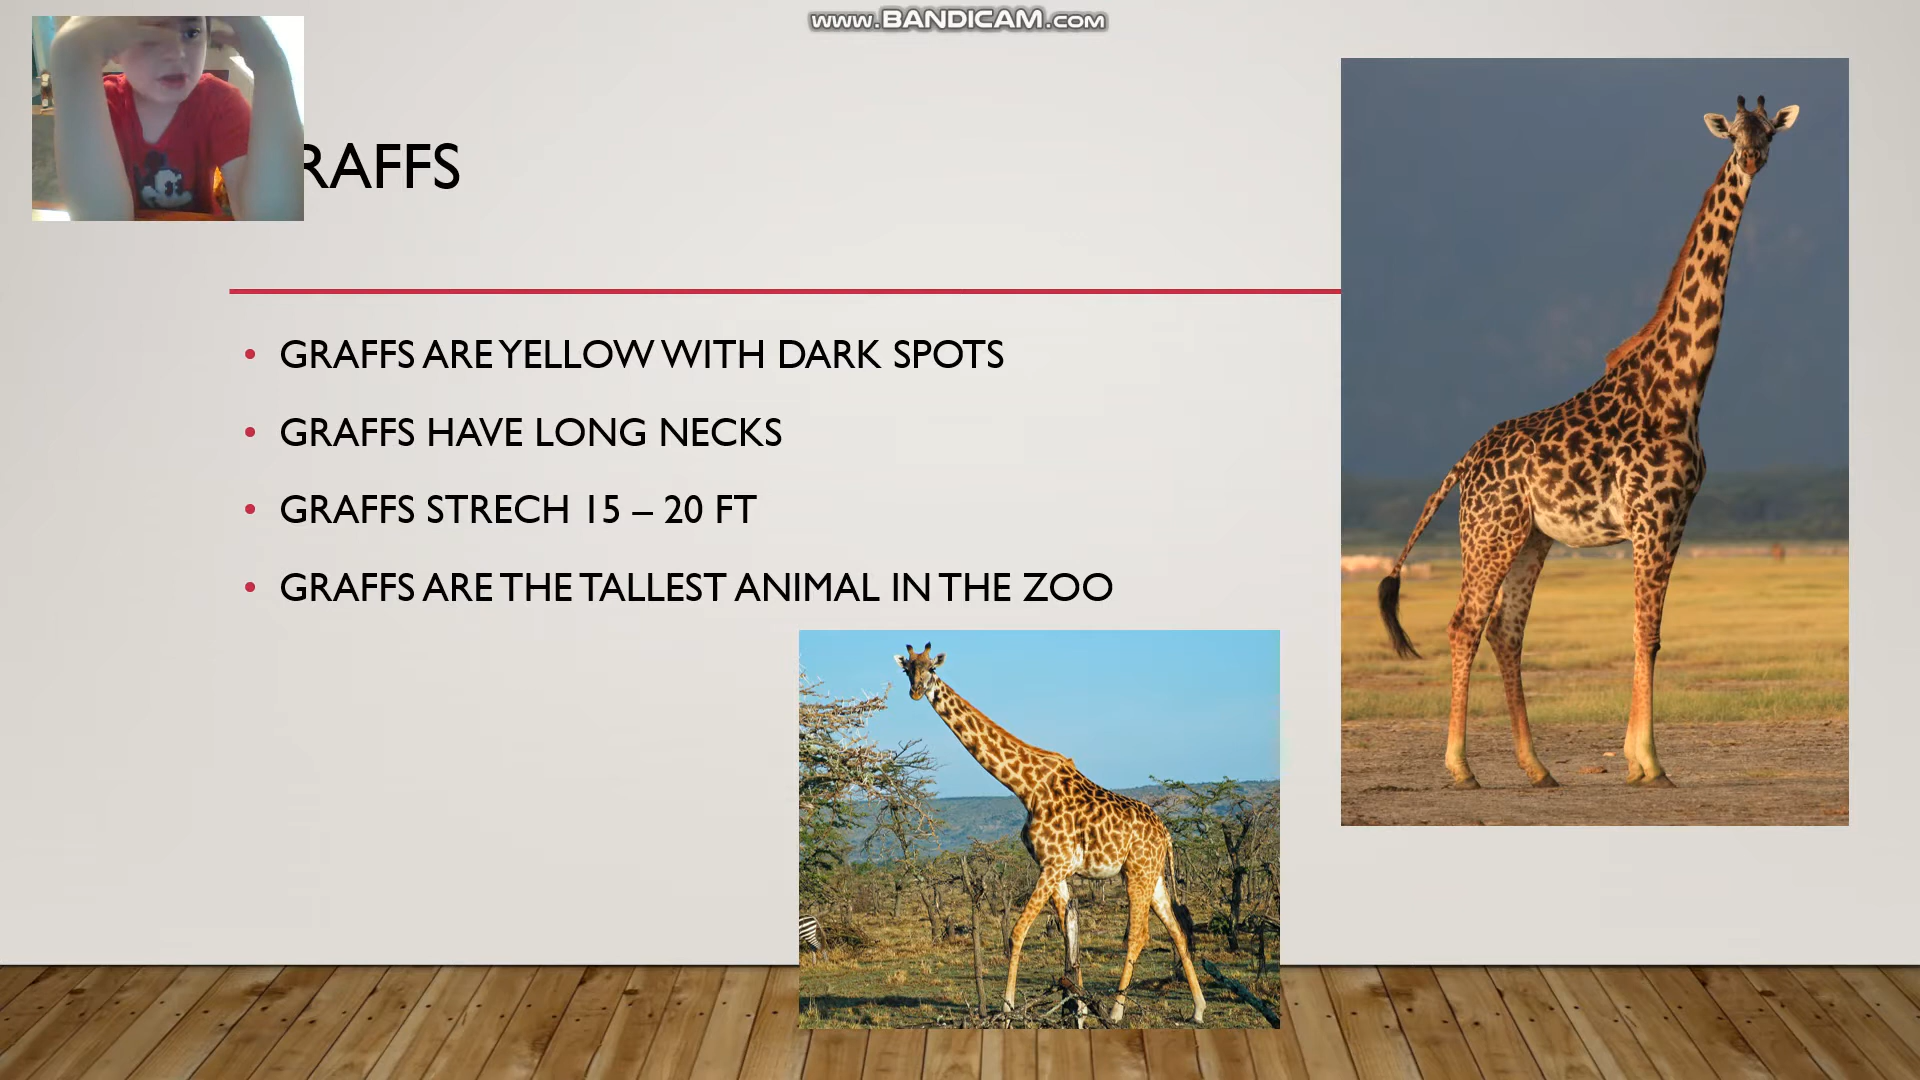 www.BANDICAM.com
RAFFS
• GRAFFS ARE YELLOW WITH DARK SPOTS
• GRAFFS HAVE LONG NECKS
• GRAFFS STRECH 15 – 20 FT
• GRAFFS ARE THE TALLEST ANIMAL IN THE ZOO